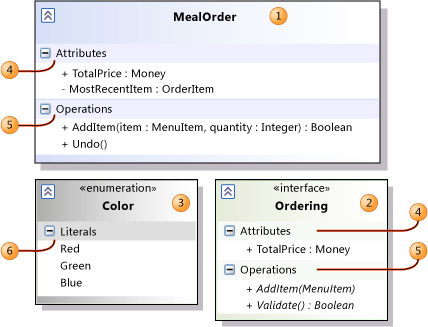 MealOrder
1
4
Attributes
+ TotalPrice : Money
- MostRecentItem : OrderItem
5
Operations
+ AddItem(item : MenuItem, quantity : Integer) : Boolean
+ Undo()
«enumeration»
Color
3
6
Literals
Red
Green
Blue
«interface»
Ordering
2
4
Attributes
+ TotalPrice : Money
5
Operations
+ AddItem(MenuItem)
+ Validate() : Boolean